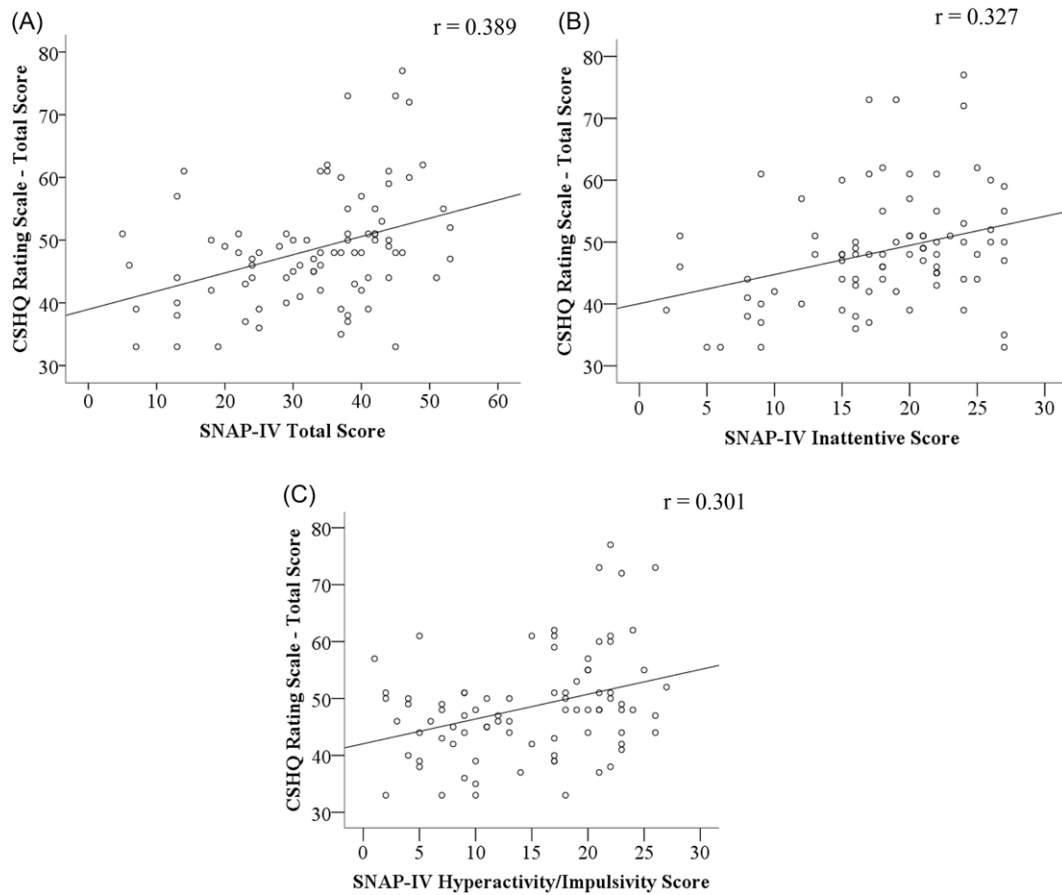 (A)
r = 0.389
CSHQ Rating Scale - Total Score
80
70
60
50
40
30
0 10 20 30 40 50 60
SNAP-IV Total Score
(B)
r = 0.327
CSHQ Rating Scale - Total Score
80
70
60
50
40
30
0 5 10 15 20 25 30
SNAP-IV Inattentive Score
(C)
r = 0.301
CSHQ Rating Scale - Total Score
80
70
60
50
40
30
0 5 10 15 20 25 30
SNAP-IV Hyperactivity/Impulsivity Score